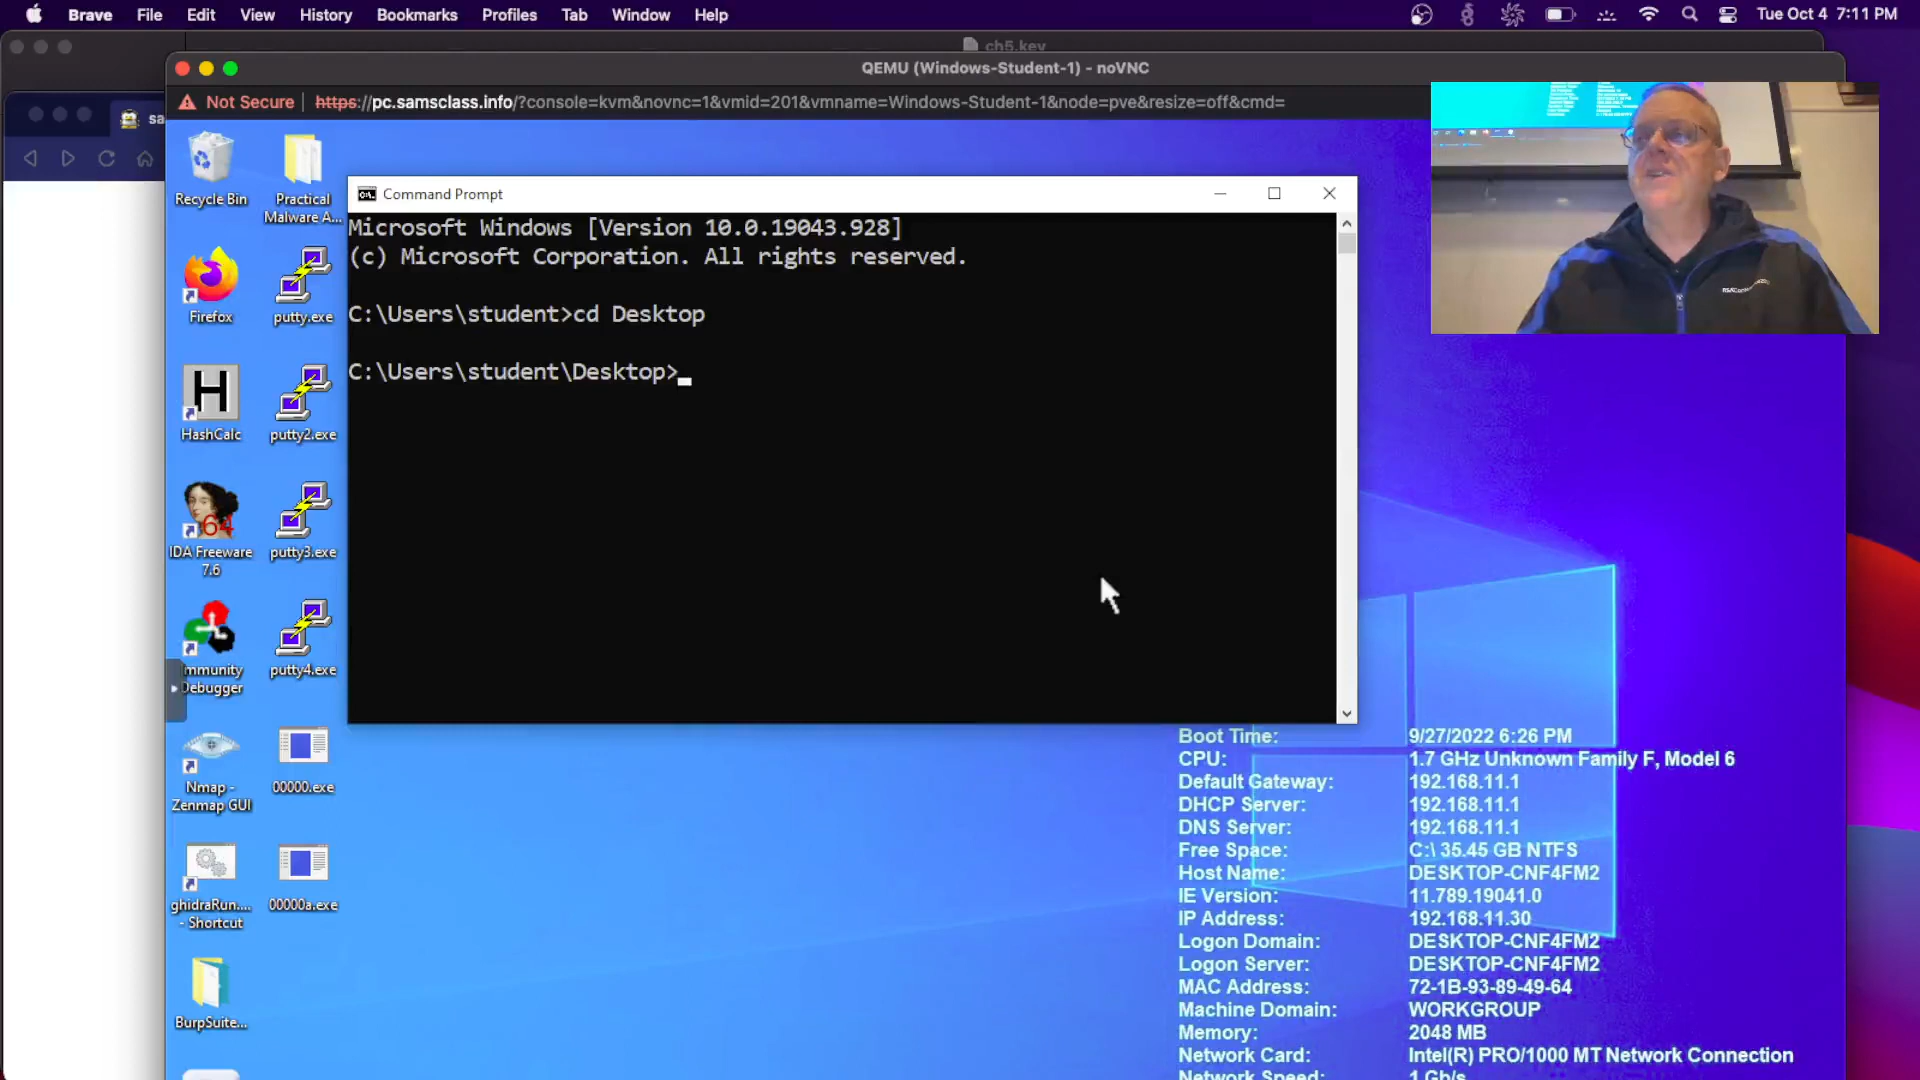 Brave File Edit View History Bookmarks Profiles Tab Window Help
Tue Oct 4 7:11 PM
ch5.key
QEMU (Windows-Student-1) - noVNC
Not Secure | https://pc.samsclass.info/?console=kvm&novnc=1&vmid=201&vmname=Windows-Student-1&node=pve&resize=off&cmd=
sa
Recycle Bin
Practical
Malware A...
Command Prompt
Microsoft Windows [Version 10.0.19043.928]
(c) Microsoft Corporation. All rights reserved.
C:\Users\student>cd Desktop
C:\Users\student\Desktop>
Firefox
putty.exe
HashCalc
putty2.exe
64
IDA Freeware
7.6
putty3.exe
mmunity
Debugger
putty4.exe
Nmap -
Zenmap GUI
00000.exe
ghidraRun....
- Shortcut
00000a.exe
BurpSuite...
Boot Time: 9/27/2022 6:26 PM
CPU: 1.7 GHz Unknown Family F, Model 6
Default Gateway: 192.168.11.1
DHCP Server: 192.168.11.1
DNS Server: 192.168.11.1
Free Space: C:\ 35.45 GB NTFS
Host Name: DESKTOP-CNF4FM2
IE Version: 11.789.19041.0
IP Address: 192.168.11.30
Logon Domain: DESKTOP-CNF4FM2
Logon Server: DESKTOP-CNF4FM2
MAC Address: 72-1B-93-89-49-64
Machine Domain: WORKGROUP
Memory: 2048 MB
Network Card: Intel(R) PRO/1000 MT Network Connection
Network Speed: 1 Gb/s